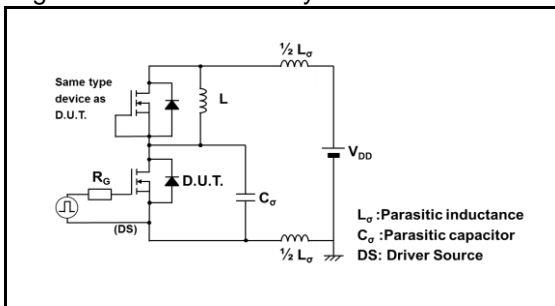 ½ Lσ
Same type
device as
D.U.T.
L
VDD
RG
D.U.T.
Cσ
(DS)
½ Lσ
Lσ :Parasitic inductance
Cσ :Parasitic capacitor
DS: Driver Source